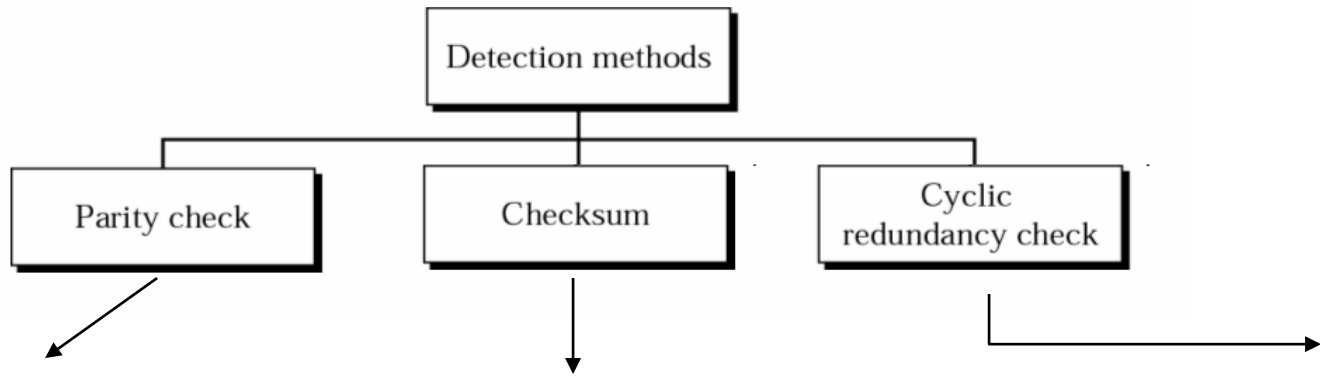 Detection methods
Parity check
Checksum
Cyclic
redundancy check